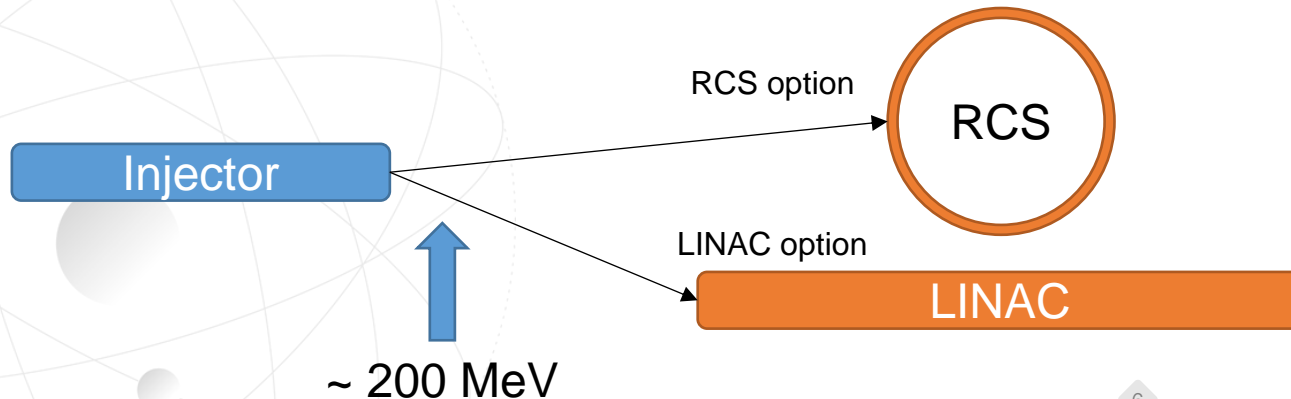 RCS option
RCS
Injector
LINAC option
LINAC
~ 200 MeV